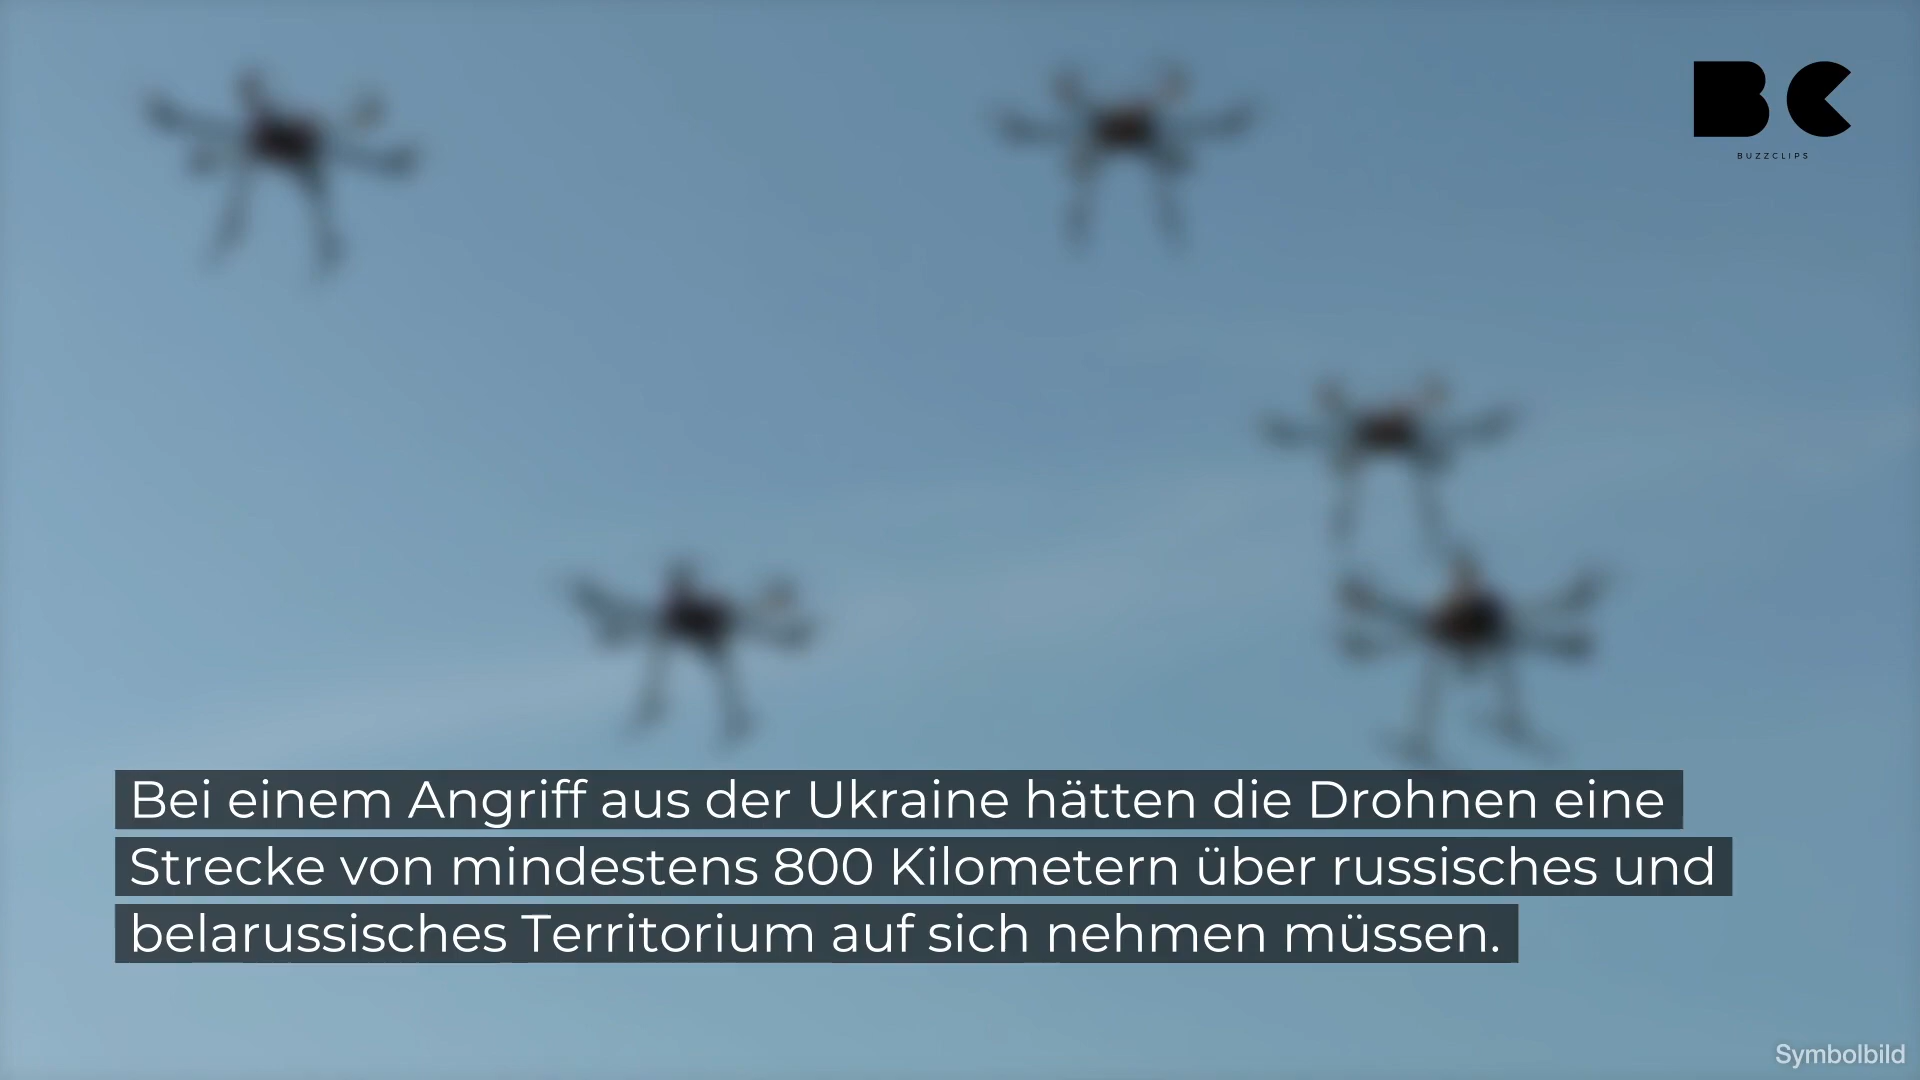 BC
BUZZCLIPS
Bei einem Angriff aus der Ukraine hätten die Drohnen eine
Strecke von mindestens 800 Kilometern über russisches und
belarussisches Territorium auf sich nehmen müssen.
Symbolbild